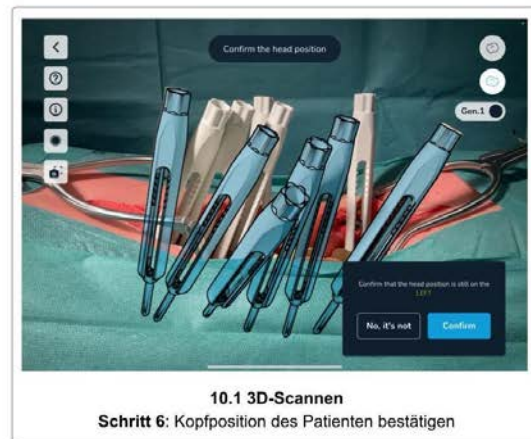 Confirm the head position
Gen.1
Confirm that the head position is still on the
LEFT
No, it's not
Confirm
10.1 3D-Scannen
Schritt 6: Kopfposition des Patienten bestätigen